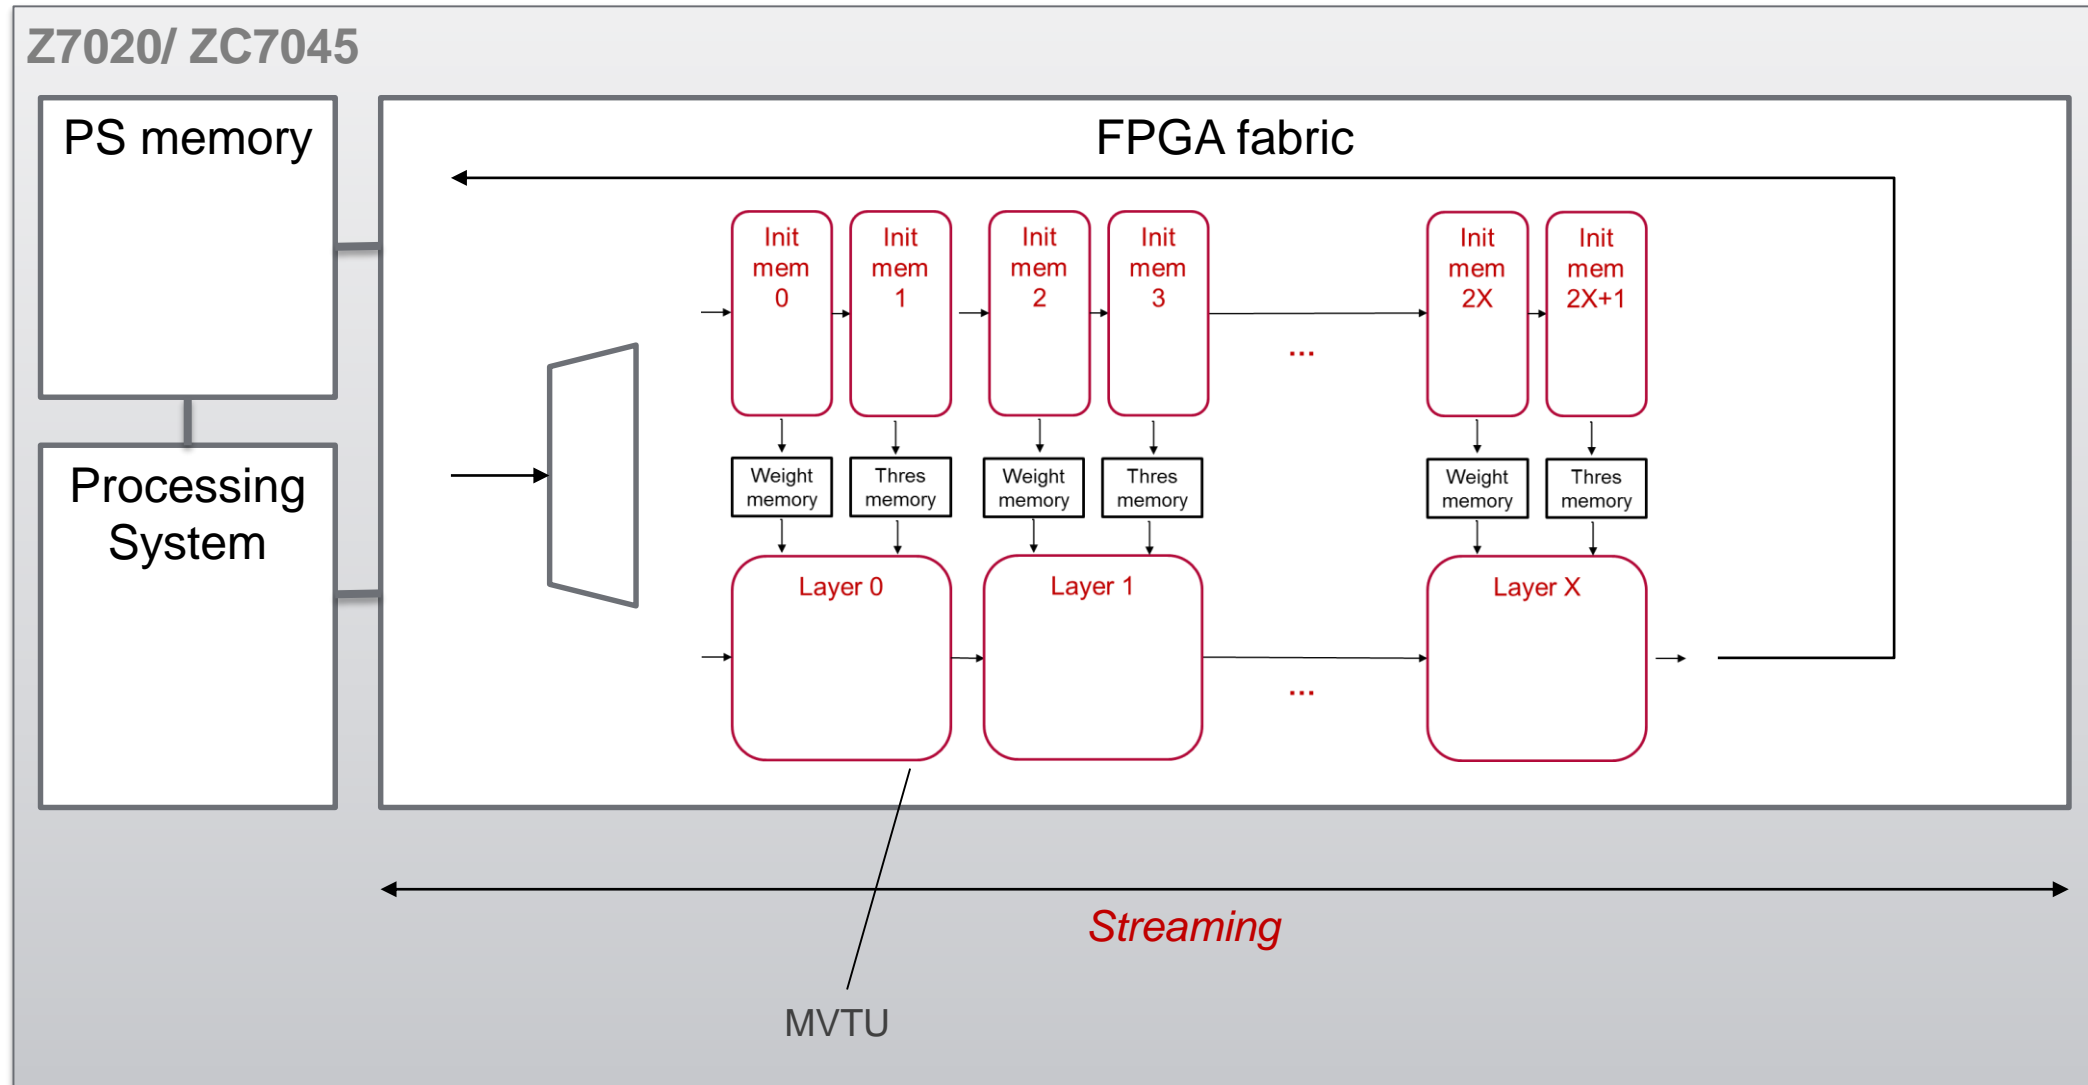 Z7020/ ZC7045
PS memory
FPGA fabric
Init
mem
0
Init
mem
1
Init
mem
2
Init
mem
3
...
Init
mem
2X
Init
mem
2X+1
Processing
System
Weight
memory
Thres
memory
Weight
memory
Thres
memory
Weight
memory
Thres
memory
Layer 0
Layer 1
...
Layer X
Streaming
MVTU